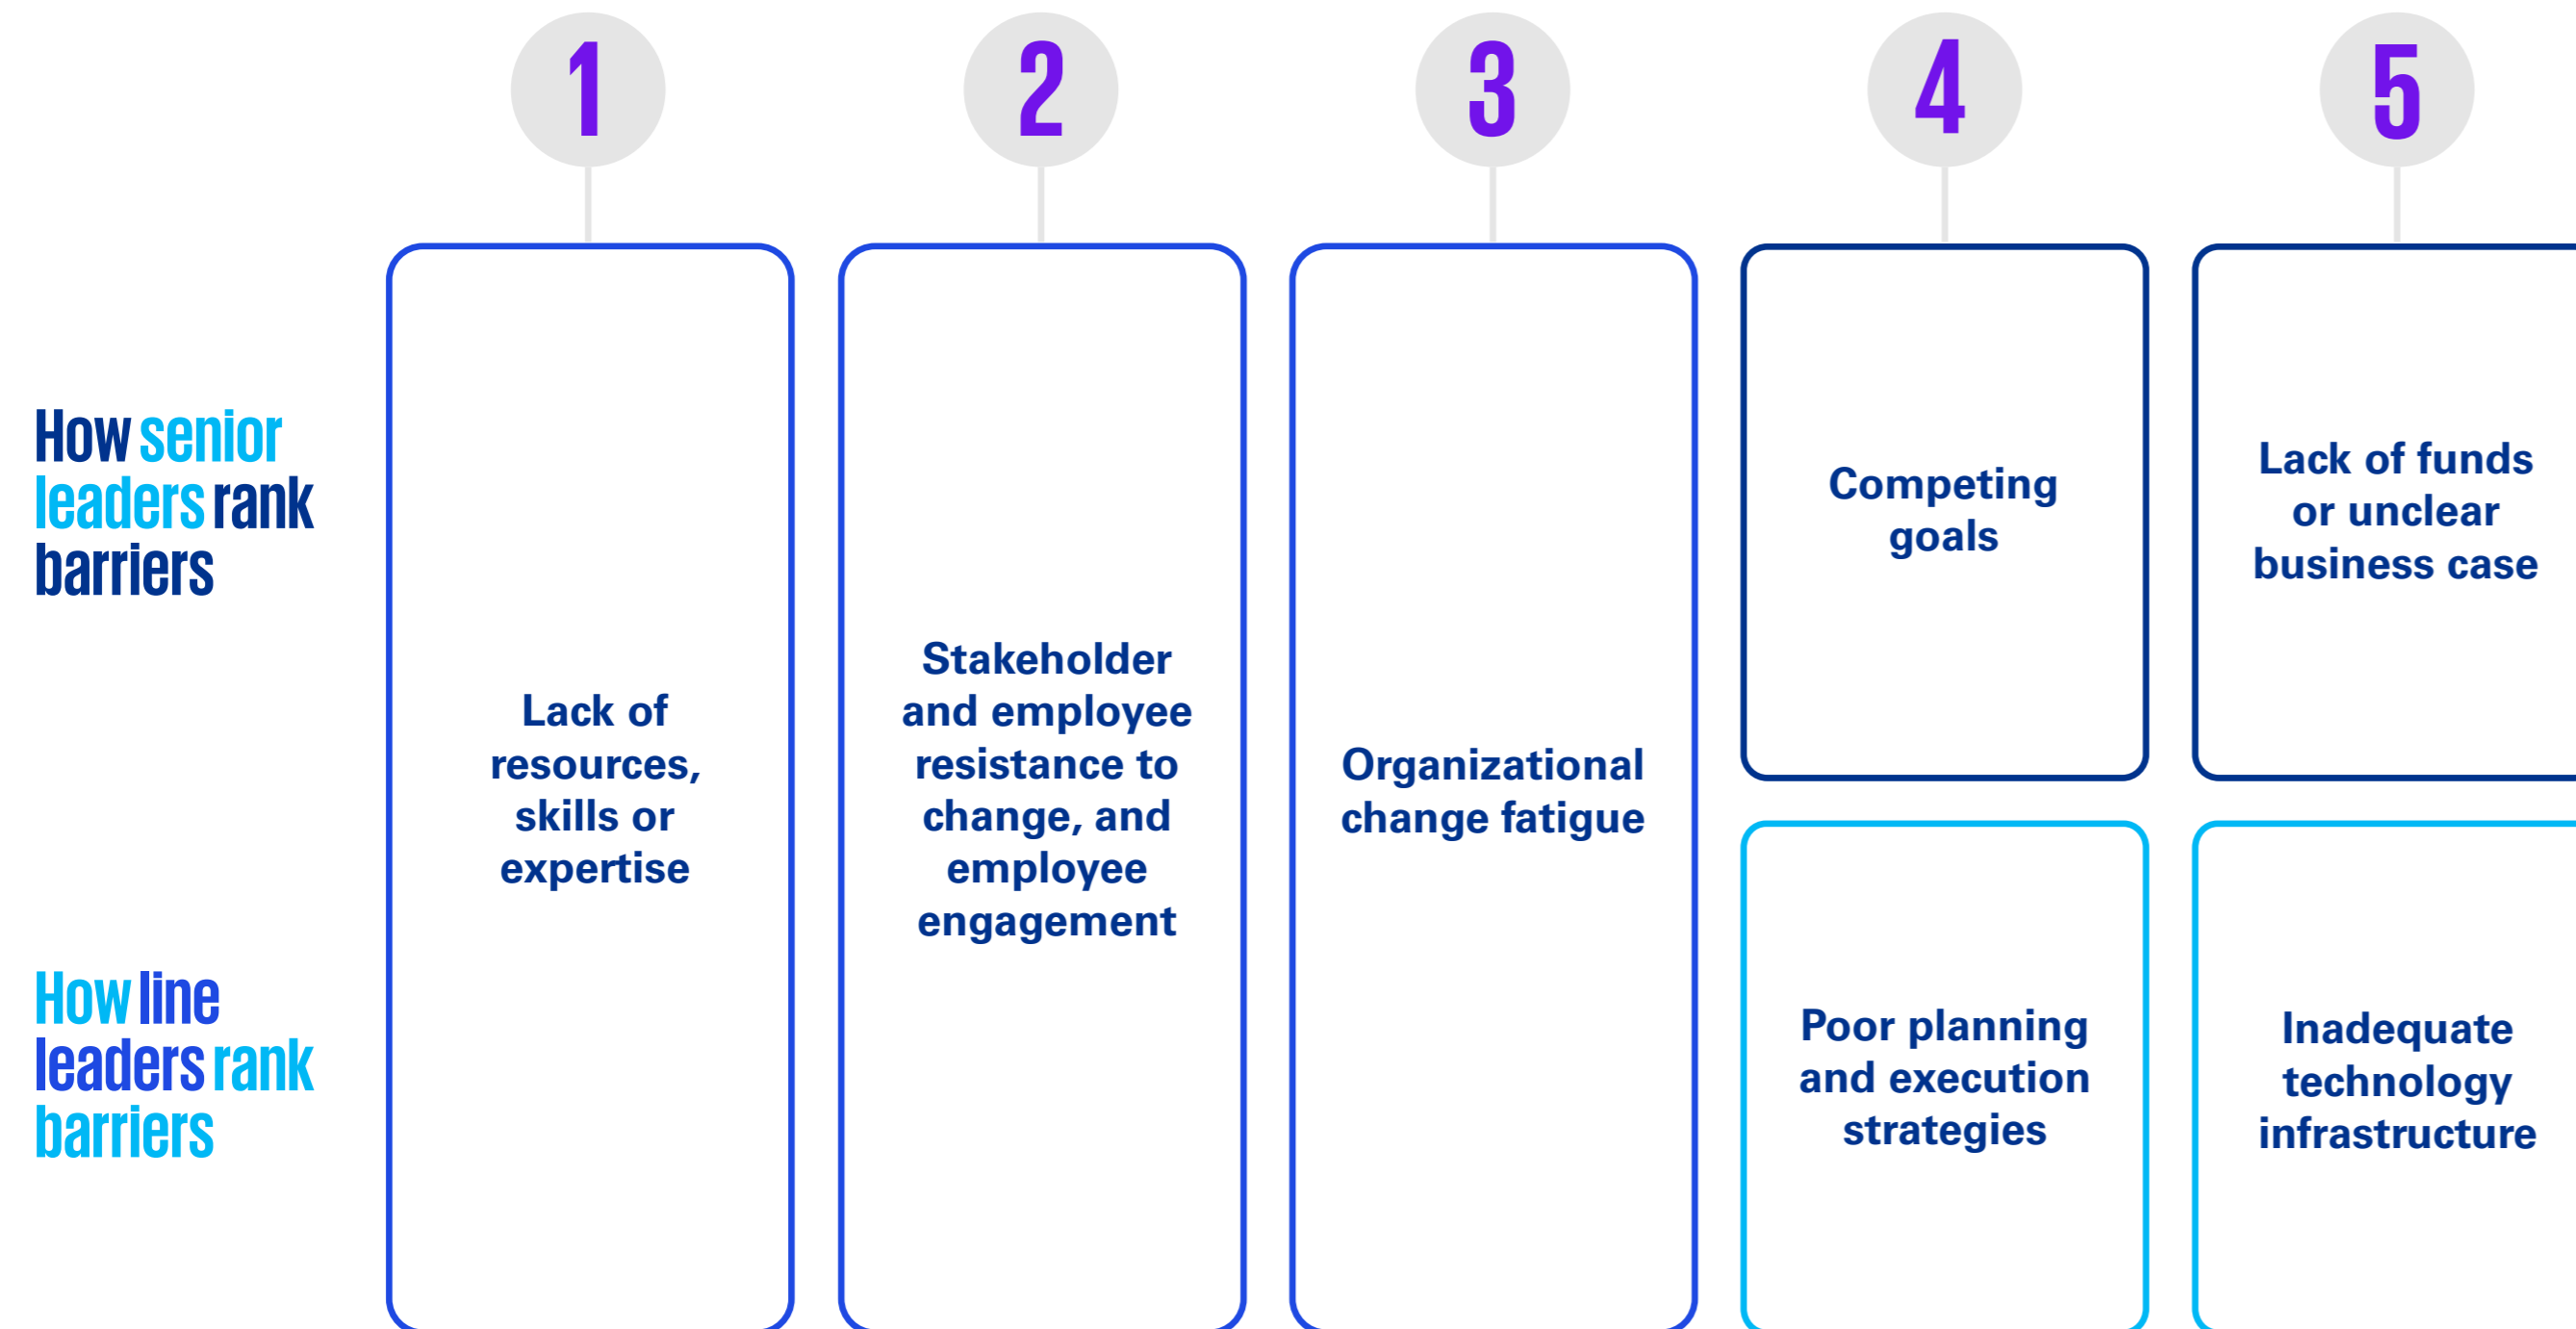 1
2
3
4
5
How senior
leaders rank
barriers
Lack of
resources,
skills or
expertise
Stakeholder
and employee
resistance to
change, and
employee
engagement
Organizational
change fatigue
Competing
goals
Lack of funds
or unclear
business case
How line
leaders rank
barriers
Poor planning
and execution
strategies
Inadequate
technology
infrastructure